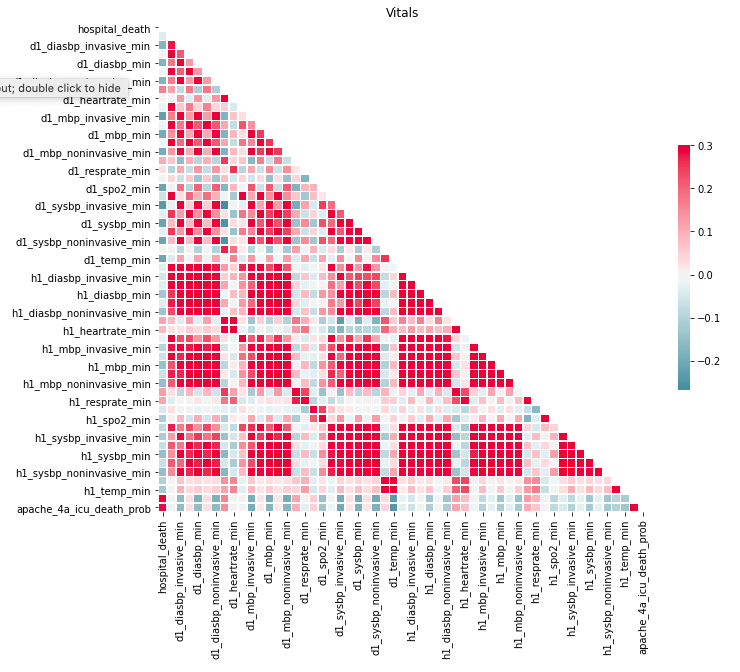 Vitals
hospital_death
d1_diasbp_invasive_min
d1_diasbp_min
_min
out; double click to hide
d1_heartrate_min
d1_mbp_invasive_min
d1_mbp_min
d1_mbp_noninvasive_min
d1_resprate_min
d1_spo2_min
d1_sysbp_invasive_min
d1_sysbp_min
d1_sysbp_noninvasive_min
d1_temp_min
h1_diasbp_invasive_min
h1_diasbp_min
h1_diasbp_noninvasive_min
h1_heartrate_min
h1_mbp_invasive_min
h1_mbp_min
h1_mbp_noninvasive_min
h1_resprate_min
h1_spo2_min
h1_sysbp_invasive_min
h1_sysbp_min
h1_sysbp_noninvasive_min
h1_temp_min
apache_4a_icu_death_prob
0.3
0.2
0.1
0.0
−0.1
−0.2
hospital_death
d1_diasbp_invasive_min
d1_diasbp_min
d1_diasbp_noninvasive_min
d1_heartrate_min
d1_mbp_invasive_min
d1_mbp_min
d1_mbp_noninvasive_min
d1_resprate_min
d1_spo2_min
d1_sysbp_invasive_min
d1_sysbp_min
d1_sysbp_noninvasive_min
d1_temp_min
h1_diasbp_invasive_min
h1_diasbp_min
h1_diasbp_noninvasive_min
h1_heartrate_min
h1_mbp_invasive_min
h1_mbp_min
h1_mbp_noninvasive_min
h1_resprate_min
h1_spo2_min
h1_sysbp_invasive_min
h1_sysbp_min
h1_sysbp_noninvasive_min
h1_temp_min
apache_4a_icu_death_prob